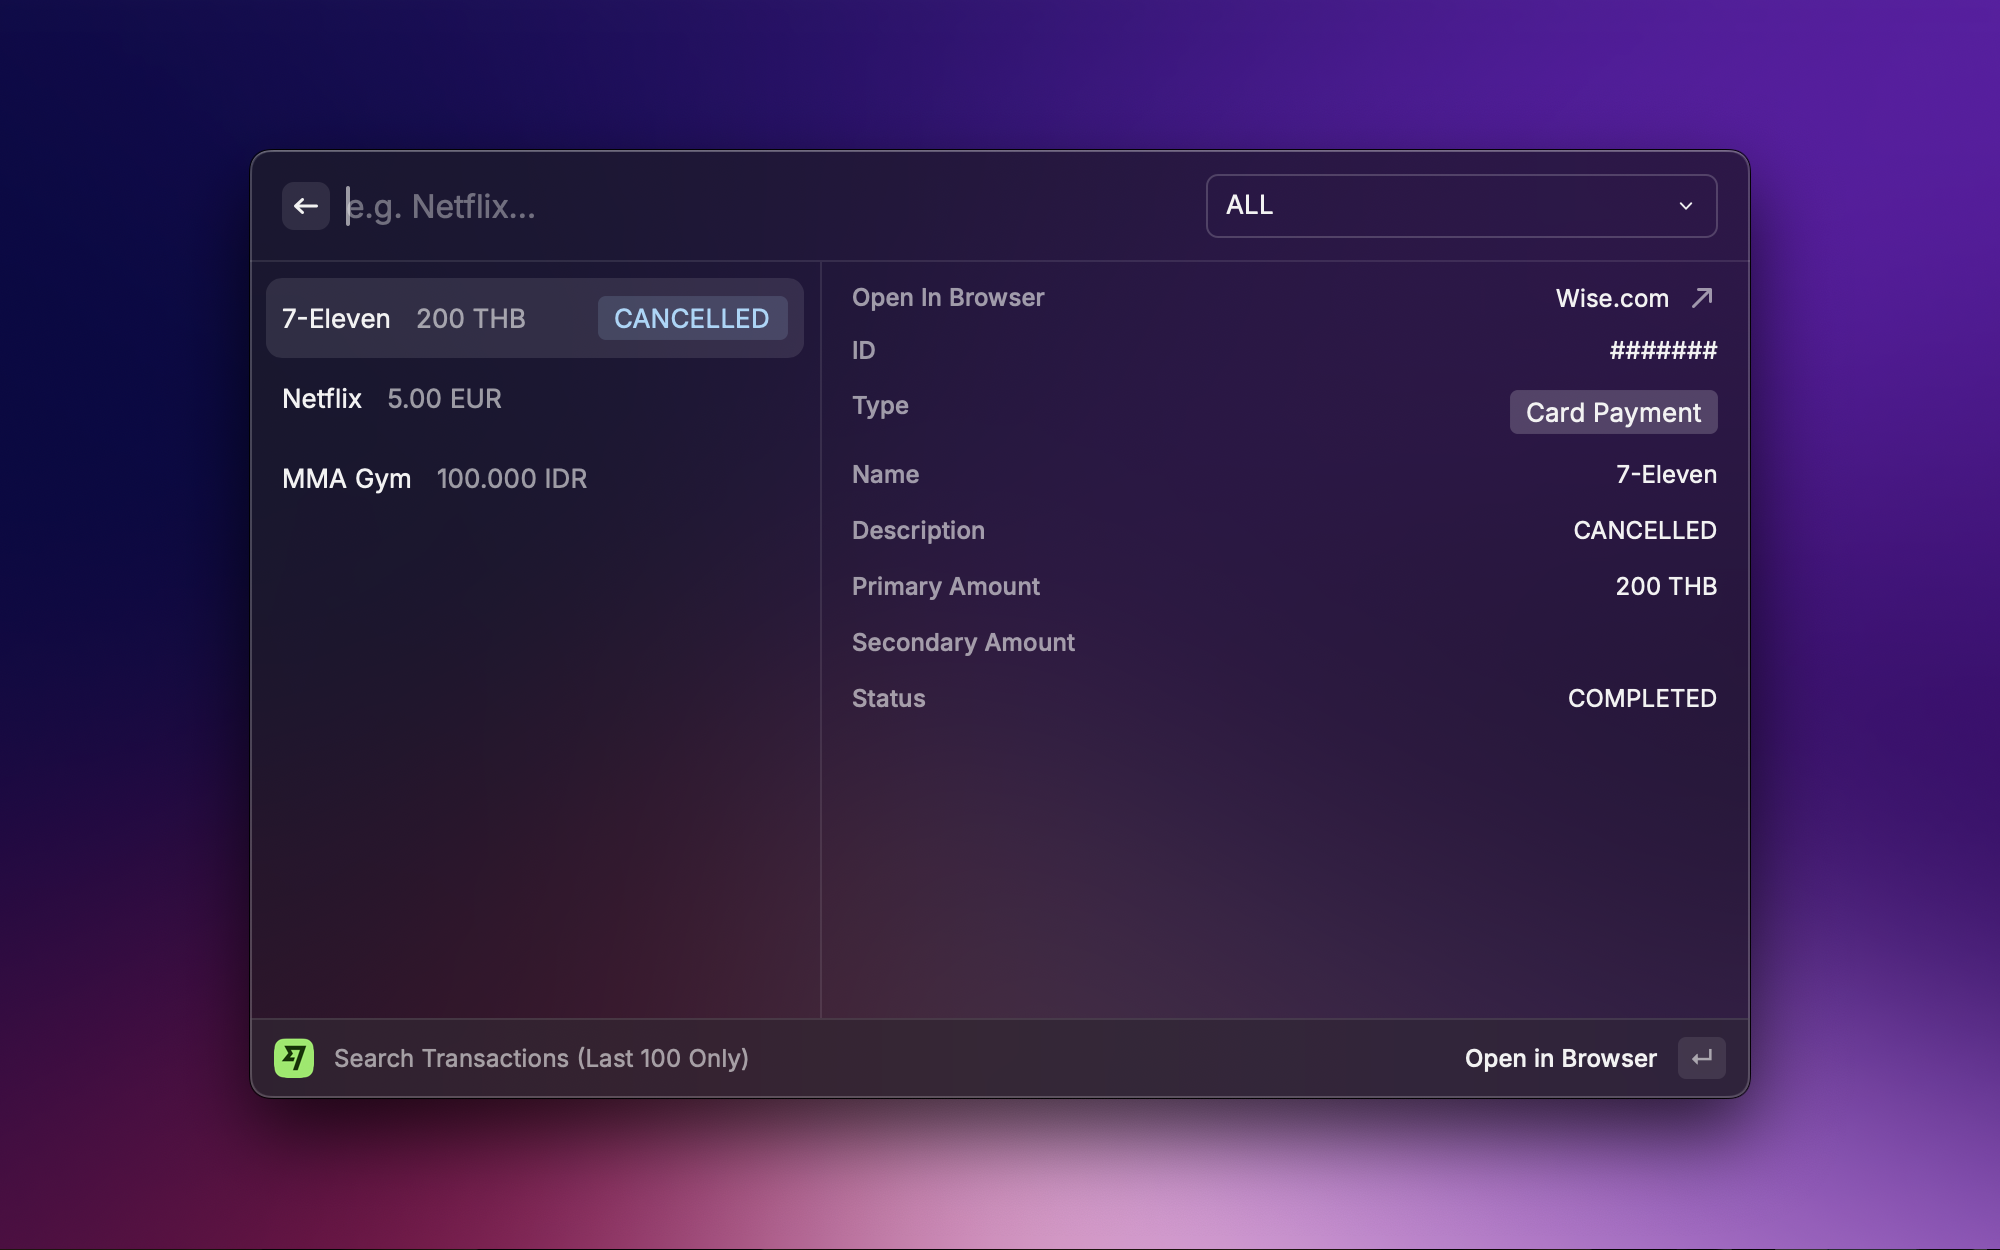 e.g. Netflix...
ALL
7-Eleven 200 THB CANCELLED
Netflix 5.00 EUR
MMA Gym 100.000 IDR
Open In Browser Wise.com
ID #######
Type Card Payment
Name 7-Eleven
Description CANCELLED
Primary Amount 200 THB
Secondary Amount
Status COMPLETED
Search Transactions (Last 100 Only)
Open in Browser